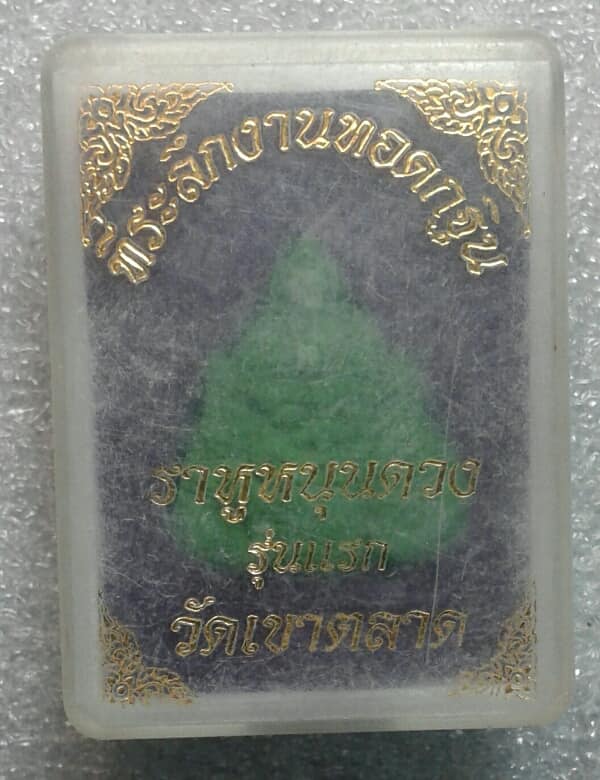 ที่ระลึกงานทอดกฐิน
ราหูหนุนดวง
รุ่นแรก
วัดเขาตลาด